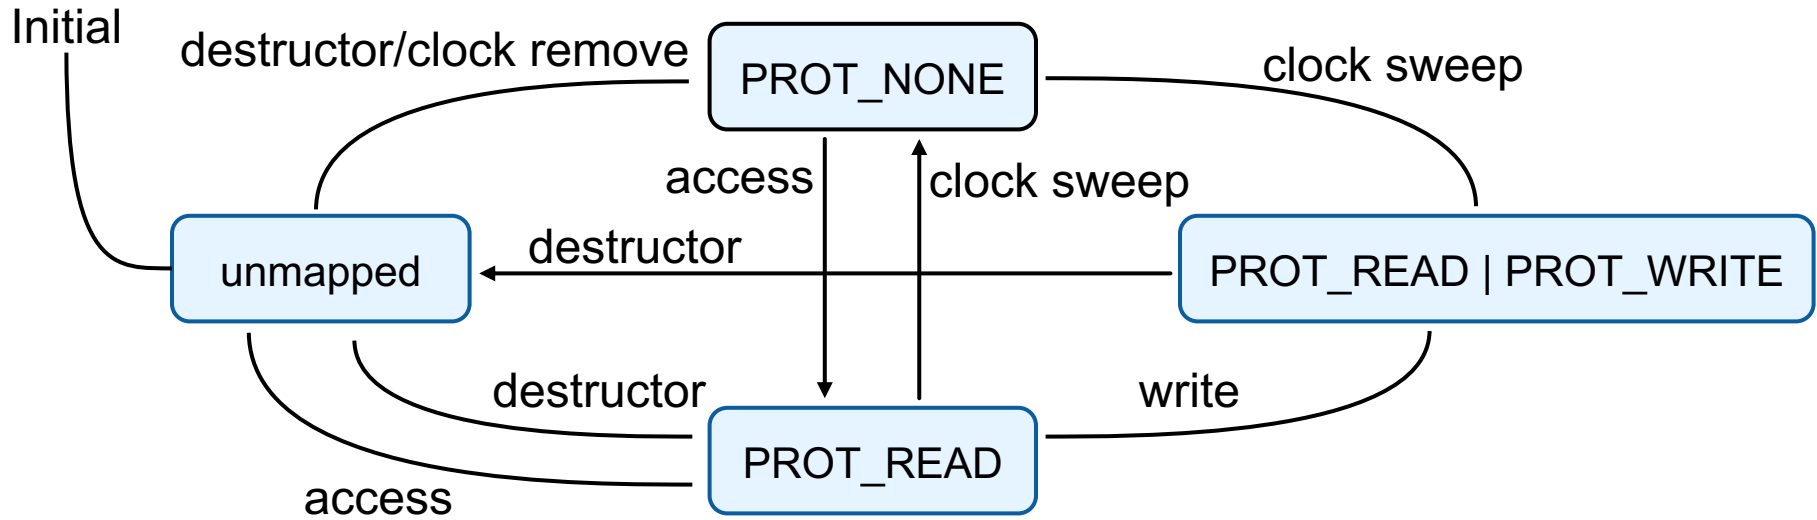 Initial
destructor/clock remove
PROT_NONE
clock sweep
access
clock sweep
destructor
unmapped
PROT_READ | PROT_WRITE
destructor
write
PROT_READ
access